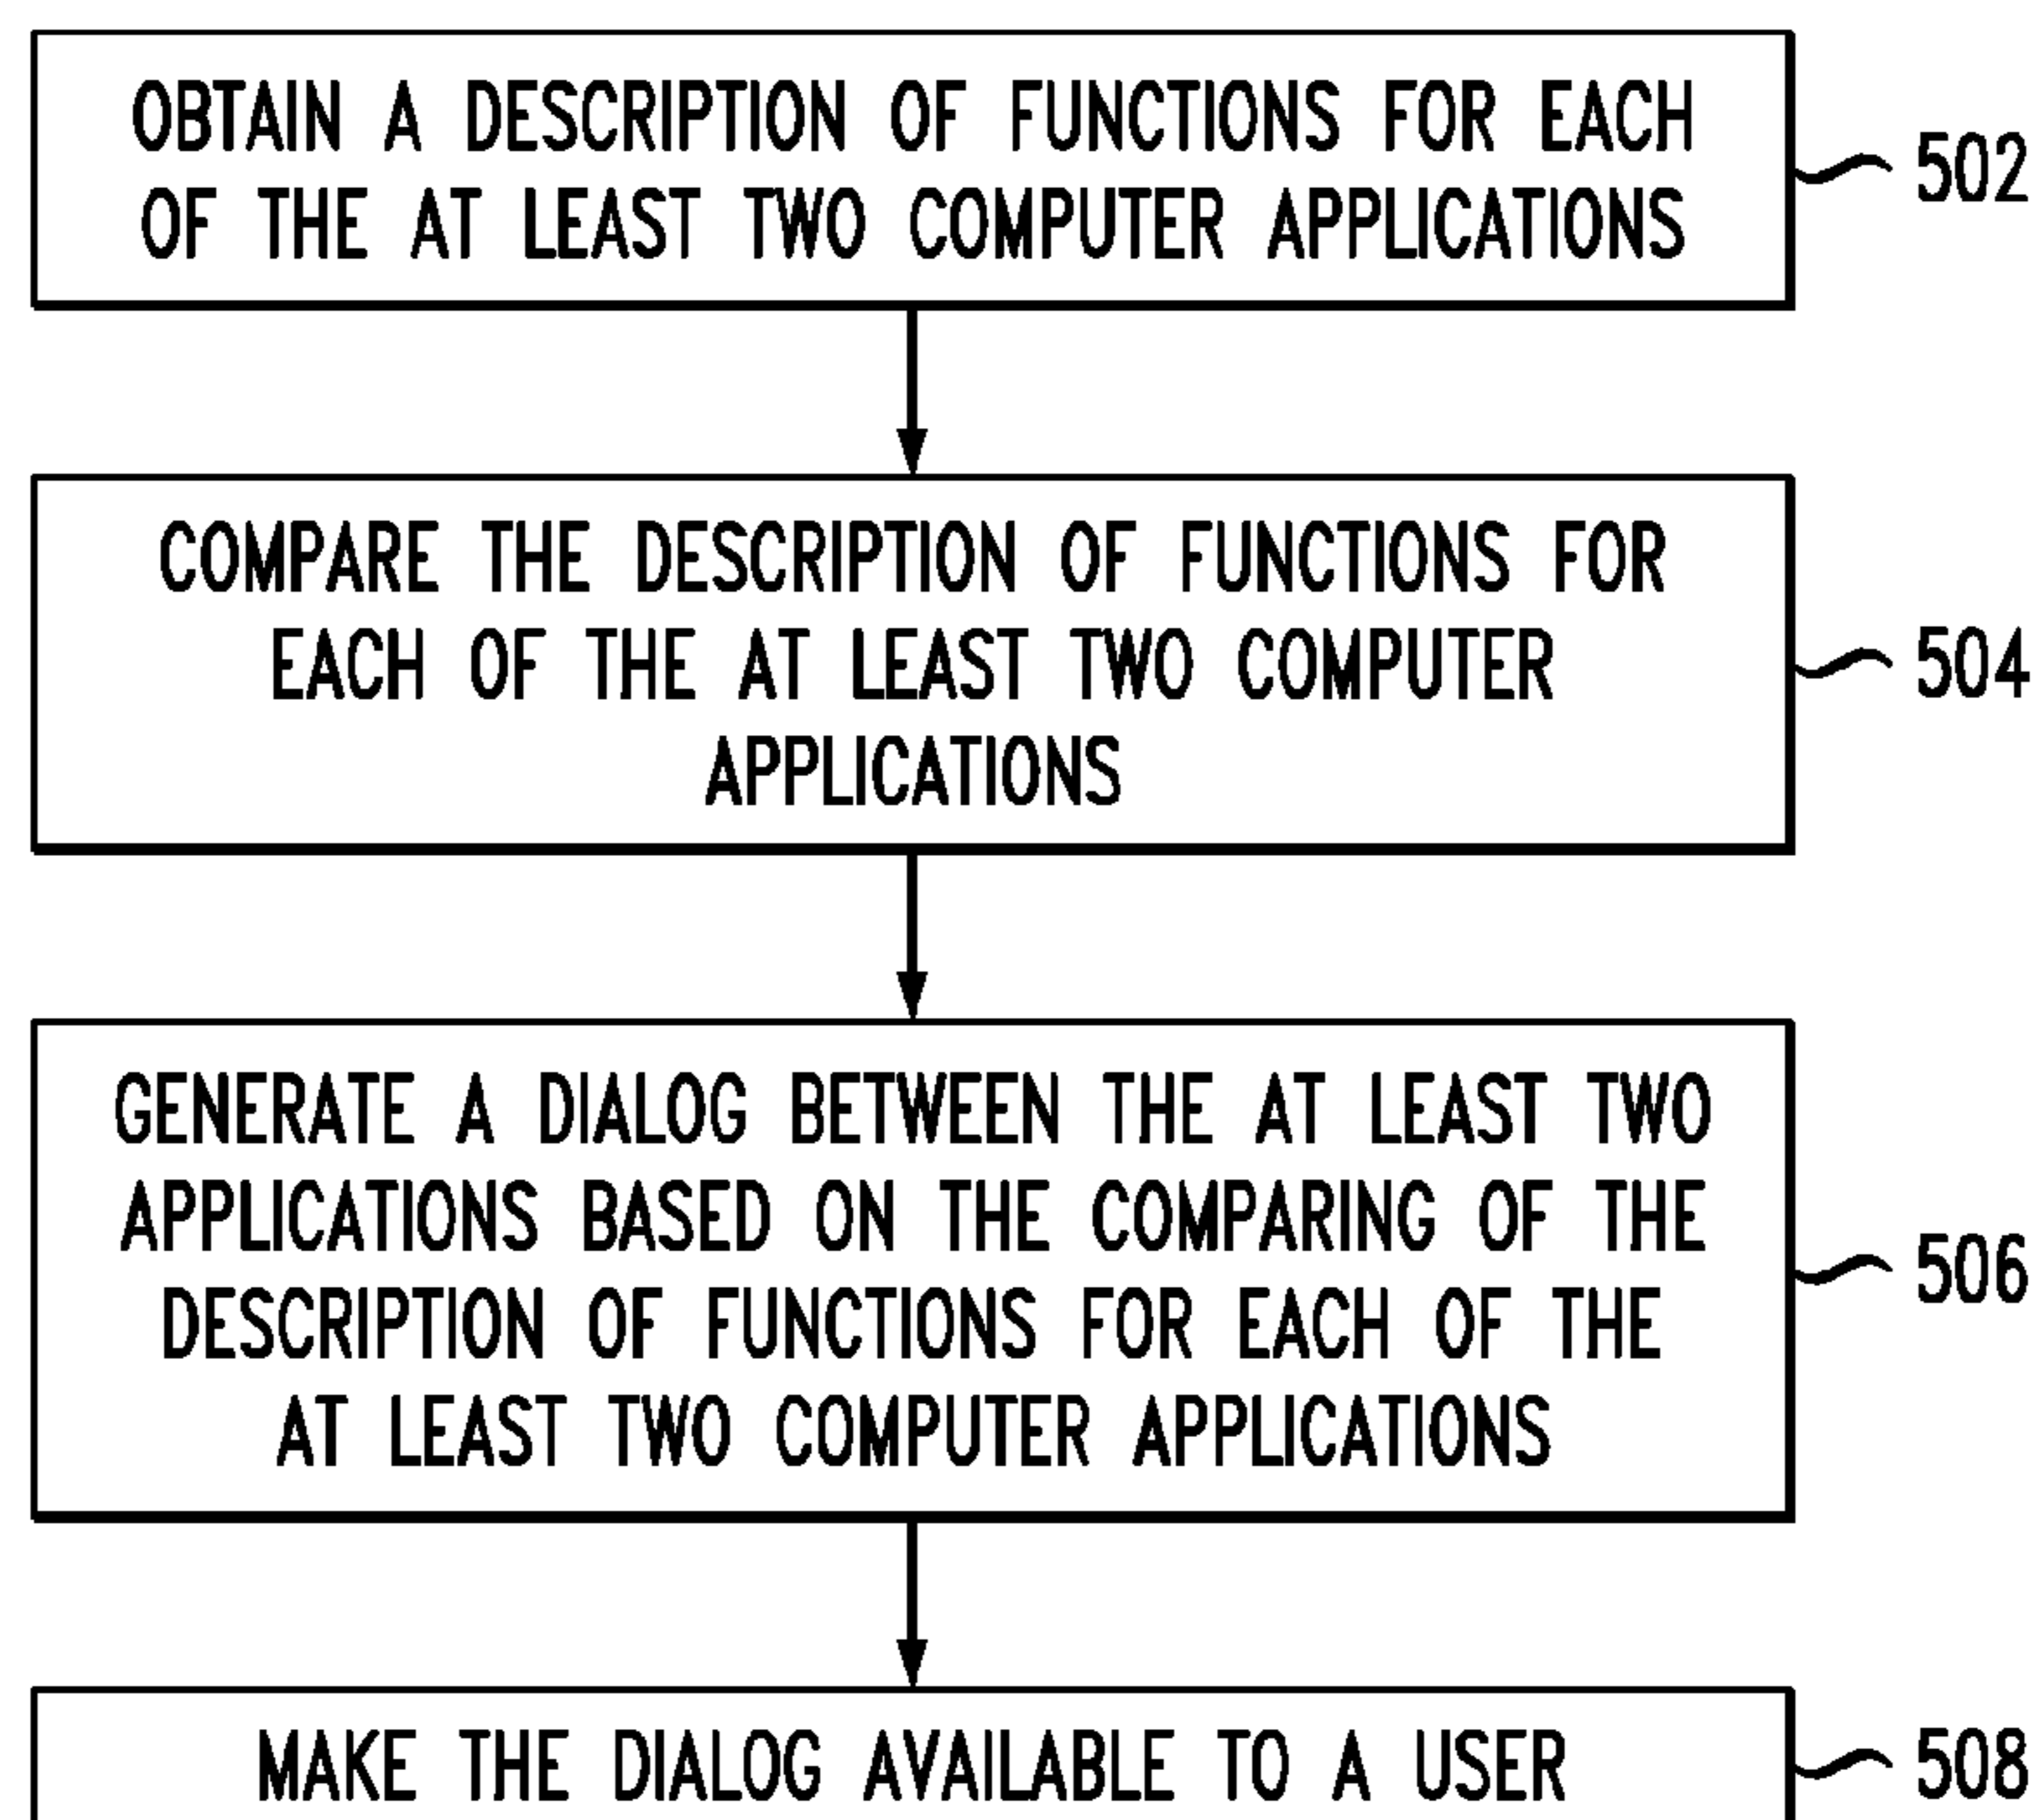 OBTAIN A DESCRIPTION OF FUNCTIONS FOR EACH
OF THE AT LEAST TWO COMPUTER APPLICATIONS
502
COMPARE THE DESCRIPTION OF FUNCTIONS FOR
EACH OF THE AT LEAST TWO COMPUTER
APPLICATIONS
504
GENERATE A DIALOG BETWEEN THE AT LEAST TWO
APPLICATIONS BASED ON THE COMPARING OF THE
DESCRIPTION OF FUNCTIONS FOR EACH OF THE
AT LEAST TWO COMPUTER APPLICATIONS
506
MAKE THE DIALOG AVAILABLE TO A USER
508